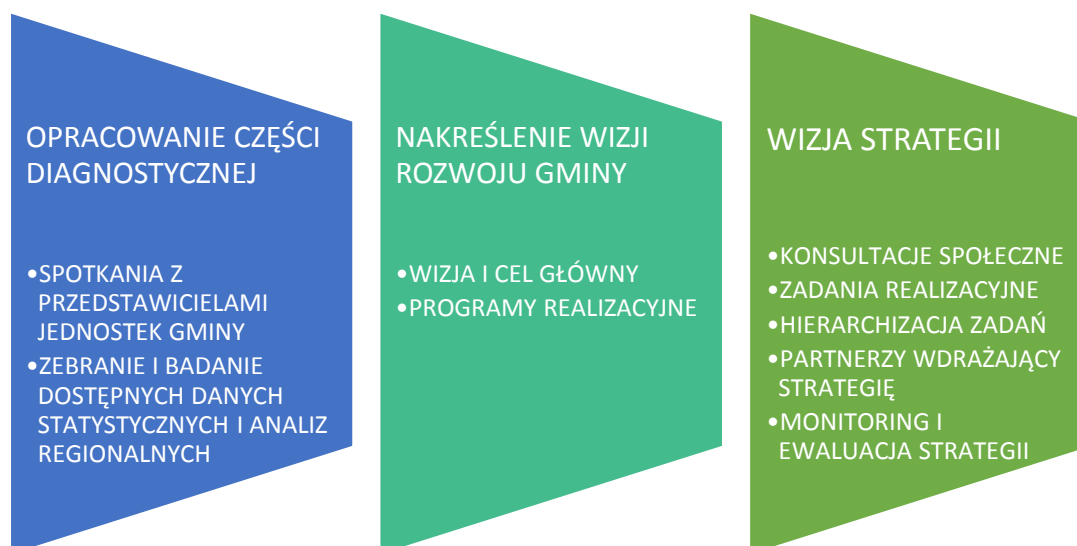 OPRACOWANIE CZĘŚCI
DIAGNOSTYCZNEJ
•SPOTKANIA Z
PRZEDSTAWICIELAMI
JEDNOSTEK GMINY
•ZEBRANIE I BADANIE
DOSTĘPNYCH DANYCH
STATYSTYCZNYCH I ANALIZ
REGIONALNYCH
NAKREŚLENIE WIZJI
ROZWOJU GMINY
•WIZJA I CEL GŁÓWNY
•PROGRAMY REALIZACYJNE
WIZJA STRATEGII
•KONSULTACJE SPOŁECZNE
•ZADANIA REALIZACYJNE
•HIERARCHIZACJA ZADAŃ
•PARTNERZY WDRAŻAJĄCY
STRATEGIĘ
•MONITORING I
EWALUACJA STRATEGII